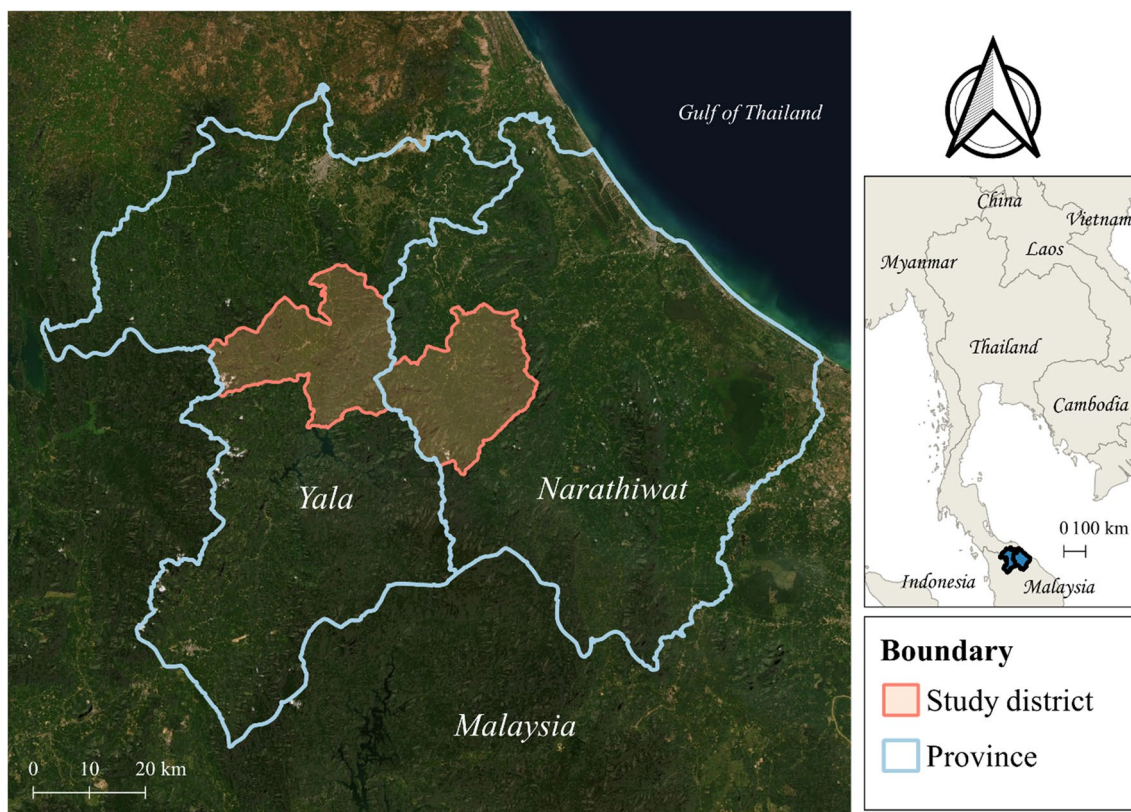 Gulf of Thailand
Yala
Narathiwat
Malaysia
0 10 20 km
China
Vietnam
Laos
Myanmar
Thailand
Cambodia
0 100 km
Indonesia
Malaysia
Boundary
Study district
Province